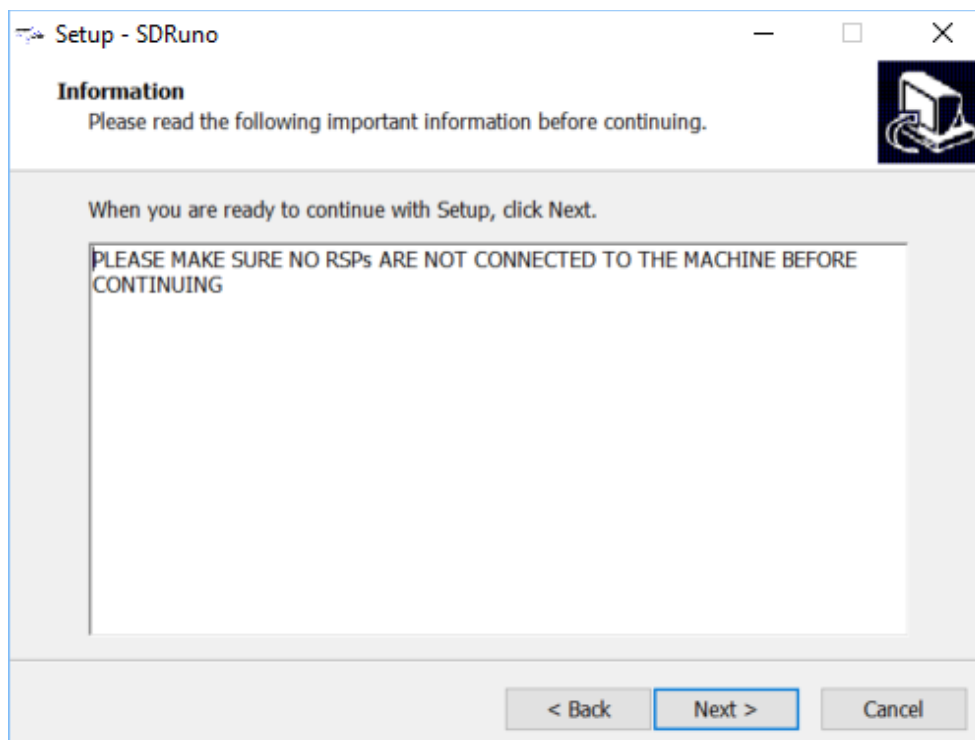 Setup - SDRuno
Information
Please read the following important information before continuing.
When you are ready to continue with Setup, click Next.
PLEASE MAKE SURE NO RSPs ARE NOT CONNECTED TO THE MACHINE BEFORE
CONTINUING
< Back
Next >
Cancel